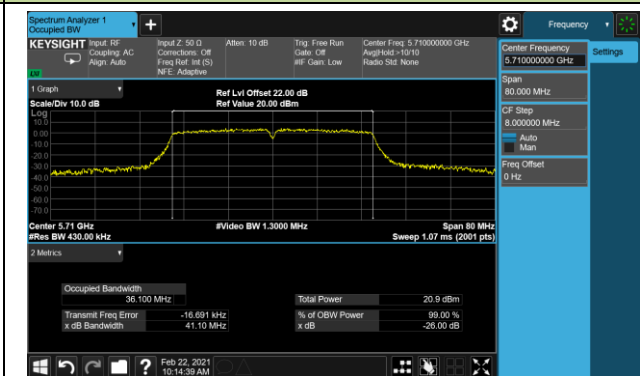 Spectrum Analyzer 1
Occupied BW
+
Frequency
KEYSIGHT
Input: RF
Coupling: AC
Align: Auto
Input Z: 50 Ω
Corrections: Off
Freq Ref: Int (S)
NFE: Adaptive
Atten: 10 dB
Trig: Free Run
Gate: Off
#IF Gain: Low
Center Freq: 5.710000000 GHz
Avg|Hold:>10/10
Radio Std: None
Center Frequency
5.710000000 GHz
Settings
Span
80.000 MHz
CF Step
8.000000 MHz
Auto
Man
Freq Offset
0 Hz
1 Graph
Scale/Div 10.0 dB
Ref Lvl Offset 22.00 dB
Ref Value 20.00 dBm
Log
10.0
0.00
-10.0
-20.0
-30.0
-40.0
-50.0
-60.0
-70.0
Center 5.71 GHz
#Res BW 430.00 kHz
#Video BW 1.3000 MHz
Span 80 MHz
Sweep 1.07 ms (2001 pts)
2 Metrics
Occupied Bandwidth
36.100 MHz
Total Power
20.9 dBm
Transmit Freq Error
-16.691 kHz
% of OBW Power
99.00 %
x dB Bandwidth
41.10 MHz
x dB
-26.00 dB
?
Feb 22, 2021
10:14:39 AM